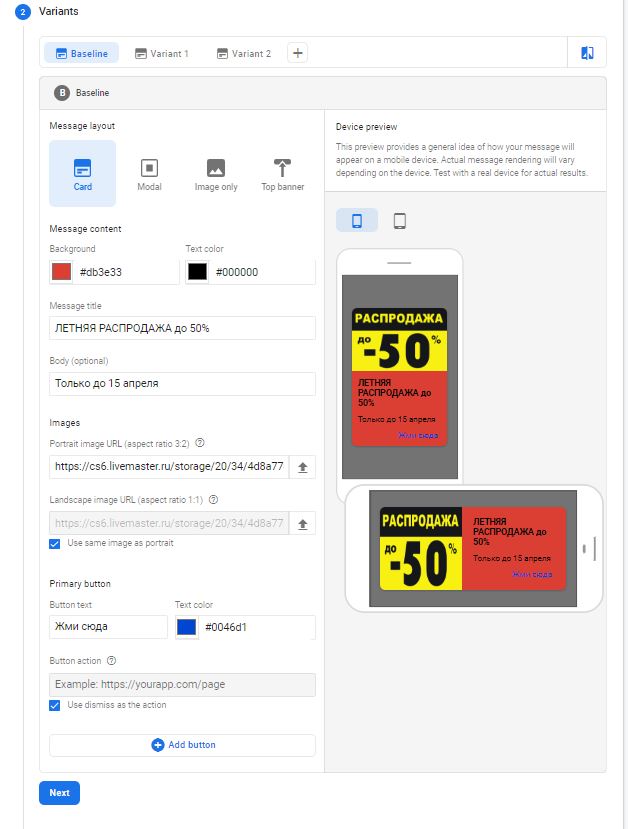 2 Variants
Baseline Variant 1 Variant 2 +
B Baseline
Message layout
Card Modal Image only Top banner
Message content
Background Text color
#db3e33 #000000
Message title
ЛЕТНЯЯ РАСПРОДАЖА до 50%
Body (optional)
Только до 15 апреля
Images
Portrait image URL (aspect ratio 3:2) ?
https://cs6.livemaster.ru/storage/20/34/4d8a77
Landscape image URL (aspect ratio 1:1) ?
https://cs6.livemaster.ru/storage/20/34/4d8a77
Use same image as portrait
Primary button
Button text Text color
Жми сюда #0046d1
Button action ?
Example: https://yourapp.com/page
Use dismiss as the action
Add button
Next
Device preview
This preview provides a general idea of how your message will
appear on a mobile device. Actual message rendering will vary
depending on the device. Test with a real device for actual results.
РАСПРОДАЖА
до
-50%
ЛЕТНЯЯ
РАСПРОДАЖА до
50%
Только до 15 апреля
Жми сюда
РАСПРОДАЖА
до
-50%
ЛЕТНЯЯ
РАСПРОДАЖА до
50%
Только до 15 апреля
Жми сюда